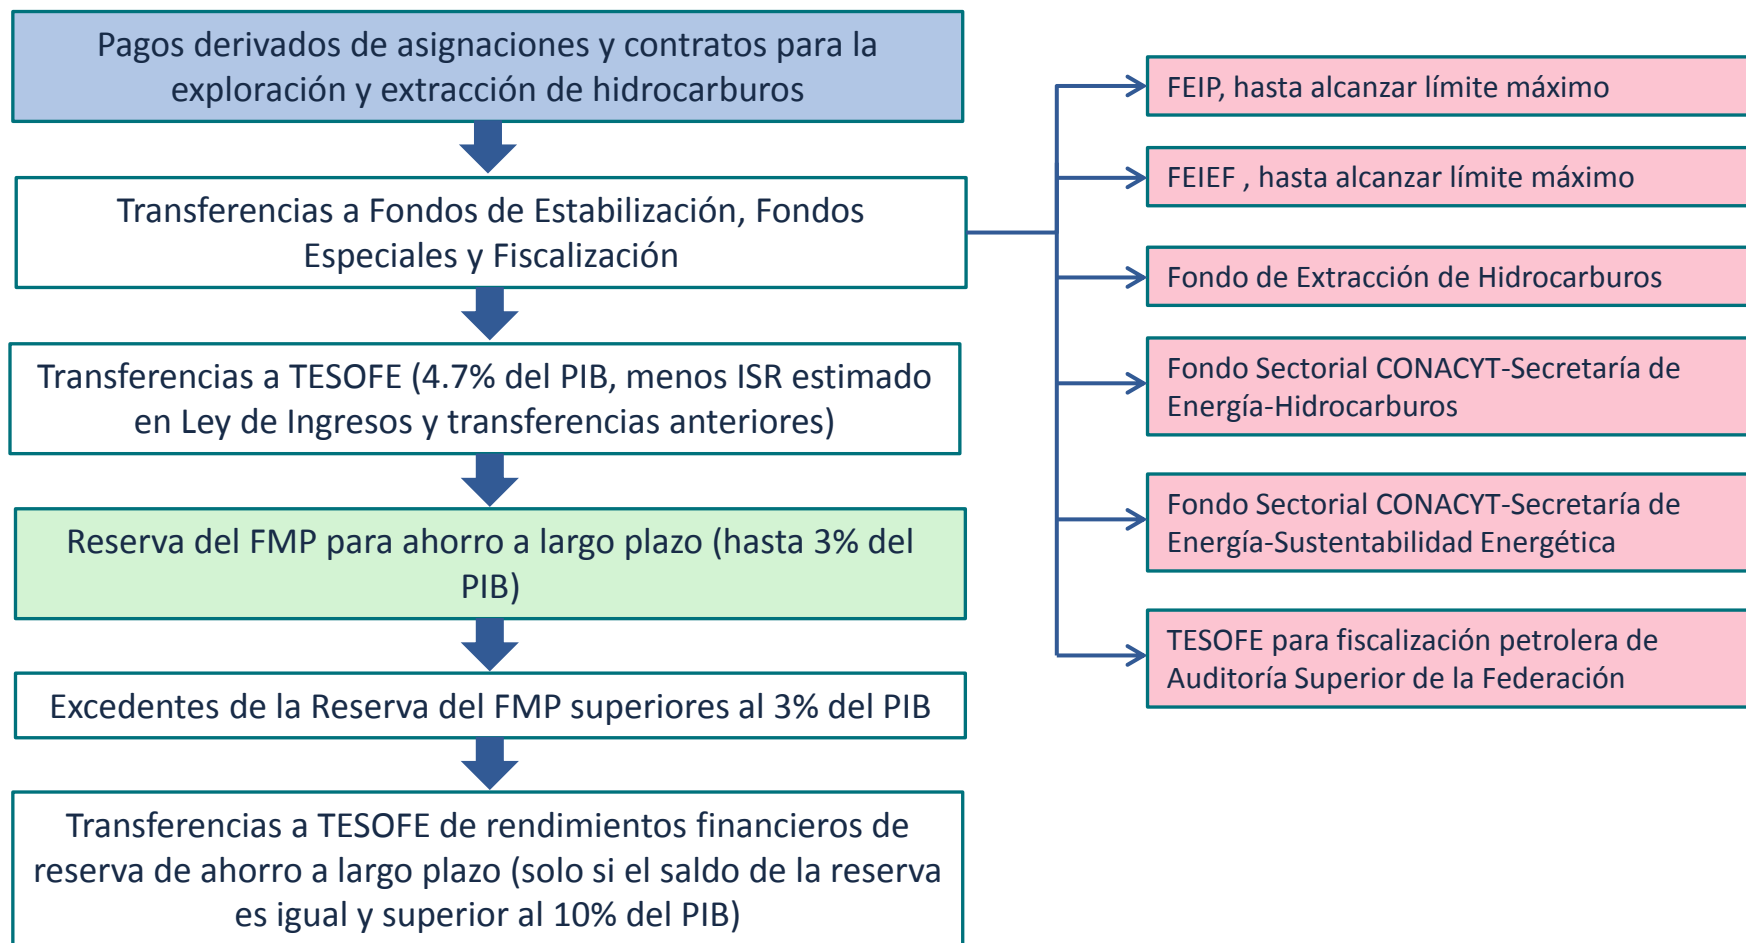 Pagos derivados de asignaciones y contratos para la
exploración y extracción de hidrocarburos
Transferencias a Fondos de Estabilización, Fondos
Especiales y Fiscalización
Transferencias a TESOFE (4.7% del PIB, menos ISR estimado
en Ley de Ingresos y transferencias anteriores)
Reserva del FMP para ahorro a largo plazo (hasta 3% del
PIB)
Excedentes de la Reserva del FMP superiores al 3% del PIB
Transferencias a TESOFE de rendimientos financieros de
reserva de ahorro a largo plazo (solo si el saldo de la reserva
es igual y superior al 10% del PIB)
FEIP, hasta alcanzar límite máximo
FEIEF , hasta alcanzar límite máximo
Fondo de Extracción de Hidrocarburos
Fondo Sectorial CONACYT-Secretaría de
Energía-Hidrocarburos
Fondo Sectorial CONACYT-Secretaría de
Energía-Sustentabilidad Energética
TESOFE para fiscalización petrolera de
Auditoría Superior de la Federación